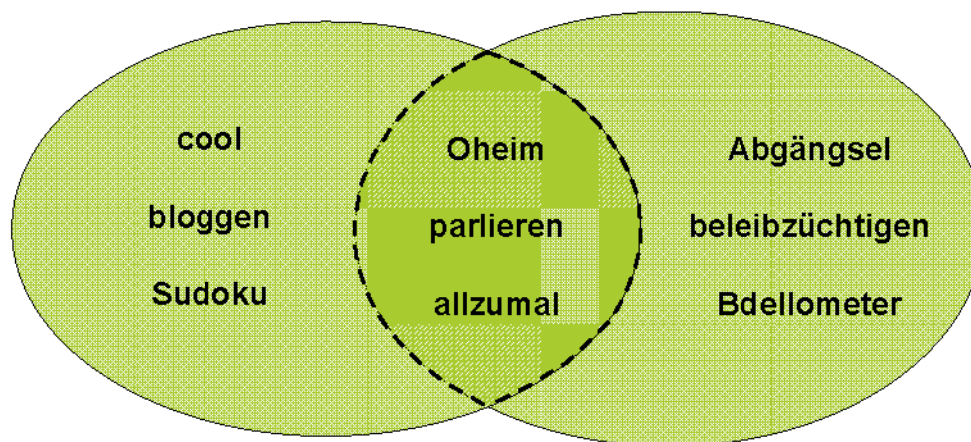 cool
bloggen
Sudoku
Oheim
parlieren
allzumal
Abgängsel
beleibzüchtigen
Bdellometer